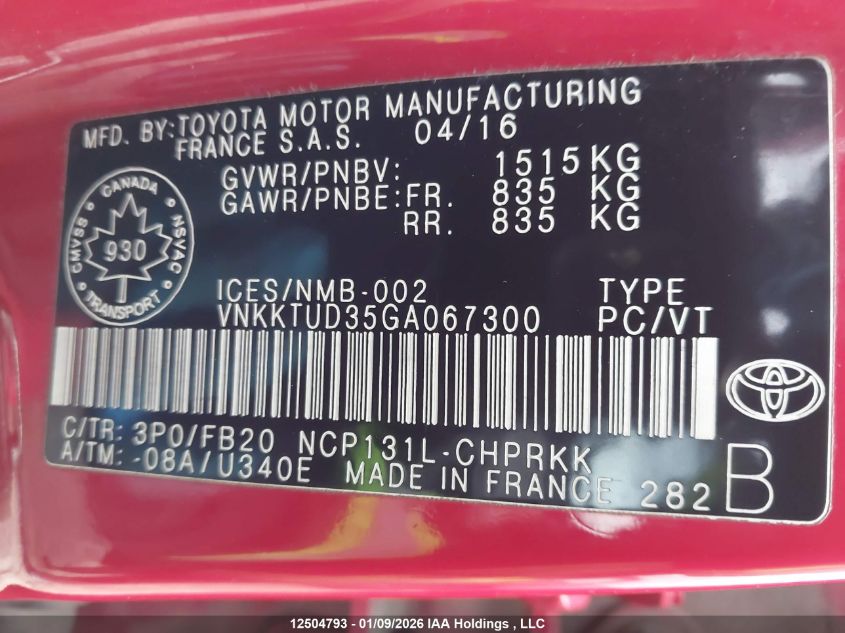 MFD. BY: TOYOTA MOTOR MANUFACTURING
FRANCE S.A.S. 04/16
GVWR/PNBV: 1515 KG
GAWR/PNBE: FR. 835 KG
RR. 835 KG
CANADA
CMVSS
930
NSVAC
TRANSPORT
ICES/NMB-002 TYPE
VNKKTUD35GA067300 PC/VT
C/TR: 3P0/FB20 NCP131L-CHPRKK
A/TM: -08A/U340E MADE IN FRANCE 282 B
12504793 - 01/09/2026 IAA Holdings , LLC